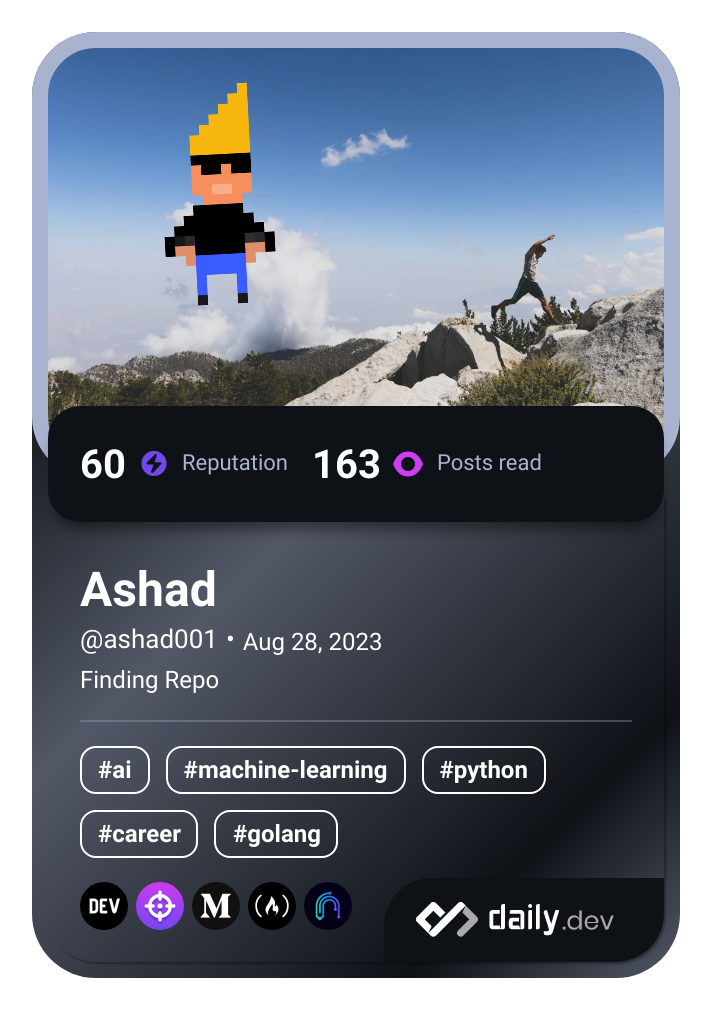 60 Reputation 163 Posts read
Ashad
@ashad001 • Aug 28, 2023
Finding Repo
#ai #machine-learning #python
#career #golang
DEV M daily.dev